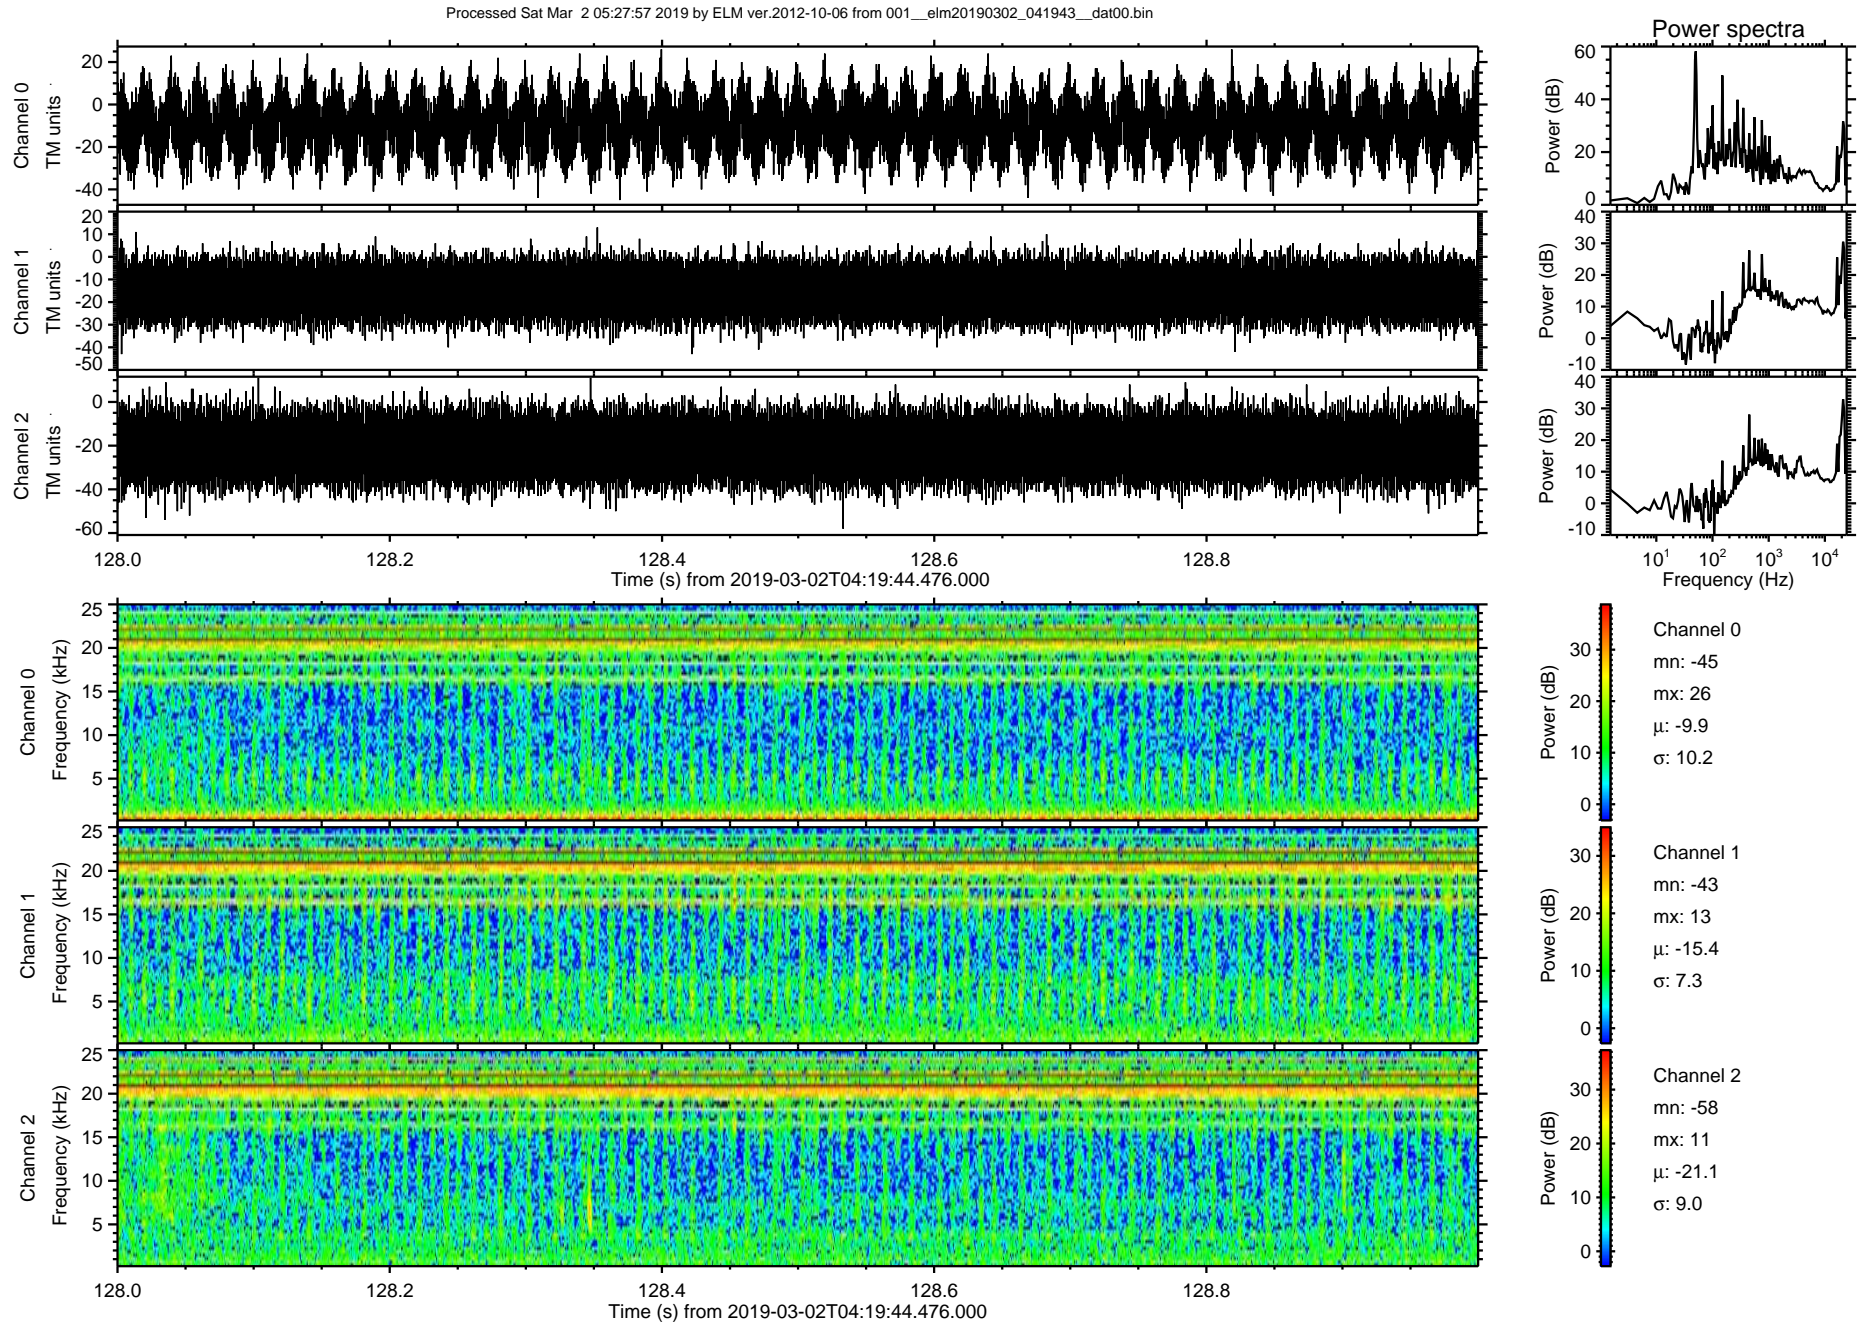 Processed Sat Mar  2 05:27:57 2019 by ELM ver.2012-10-06 from 001__elm20190302_041943__dat00.bin
Power spectra
Channel 0
TM units
20
0
-20
-40
Power (dB)
60
40
20
0
Channel 1
TM units
20
10
0
-10
-20
-30
-40
-50
Power (dB)
40
30
20
10
0
-10
Channel 2
TM units
0
-20
-40
-60
Power (dB)
40
30
20
10
0
-10
128.0 128.2 128.4 128.6 128.8
Time (s) from 2019-03-02T04:19:44.476.000
10^1 10^2 10^3 10^4
Frequency (Hz)
Channel 0
Frequency (kHz)
25
20
15
10
5
Power (dB)
30
20
10
0
Channel 0
mn: -45
mx: 26
μ: -9.9
σ: 10.2
Channel 1
Frequency (kHz)
25
20
15
10
5
Power (dB)
30
20
10
0
Channel 1
mn: -43
mx: 13
μ: -15.4
σ: 7.3
Channel 2
Frequency (kHz)
25
20
15
10
5
Power (dB)
30
20
10
0
Channel 2
mn: -58
mx: 11
μ: -21.1
σ: 9.0
128.0 128.2 128.4 128.6 128.8
Time (s) from 2019-03-02T04:19:44.476.000